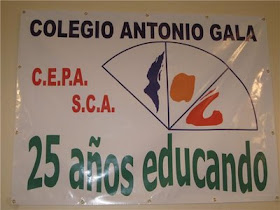 COLEGIO ANTONIO GALA
C.E.P.A.
S.C.A.
25 años educando